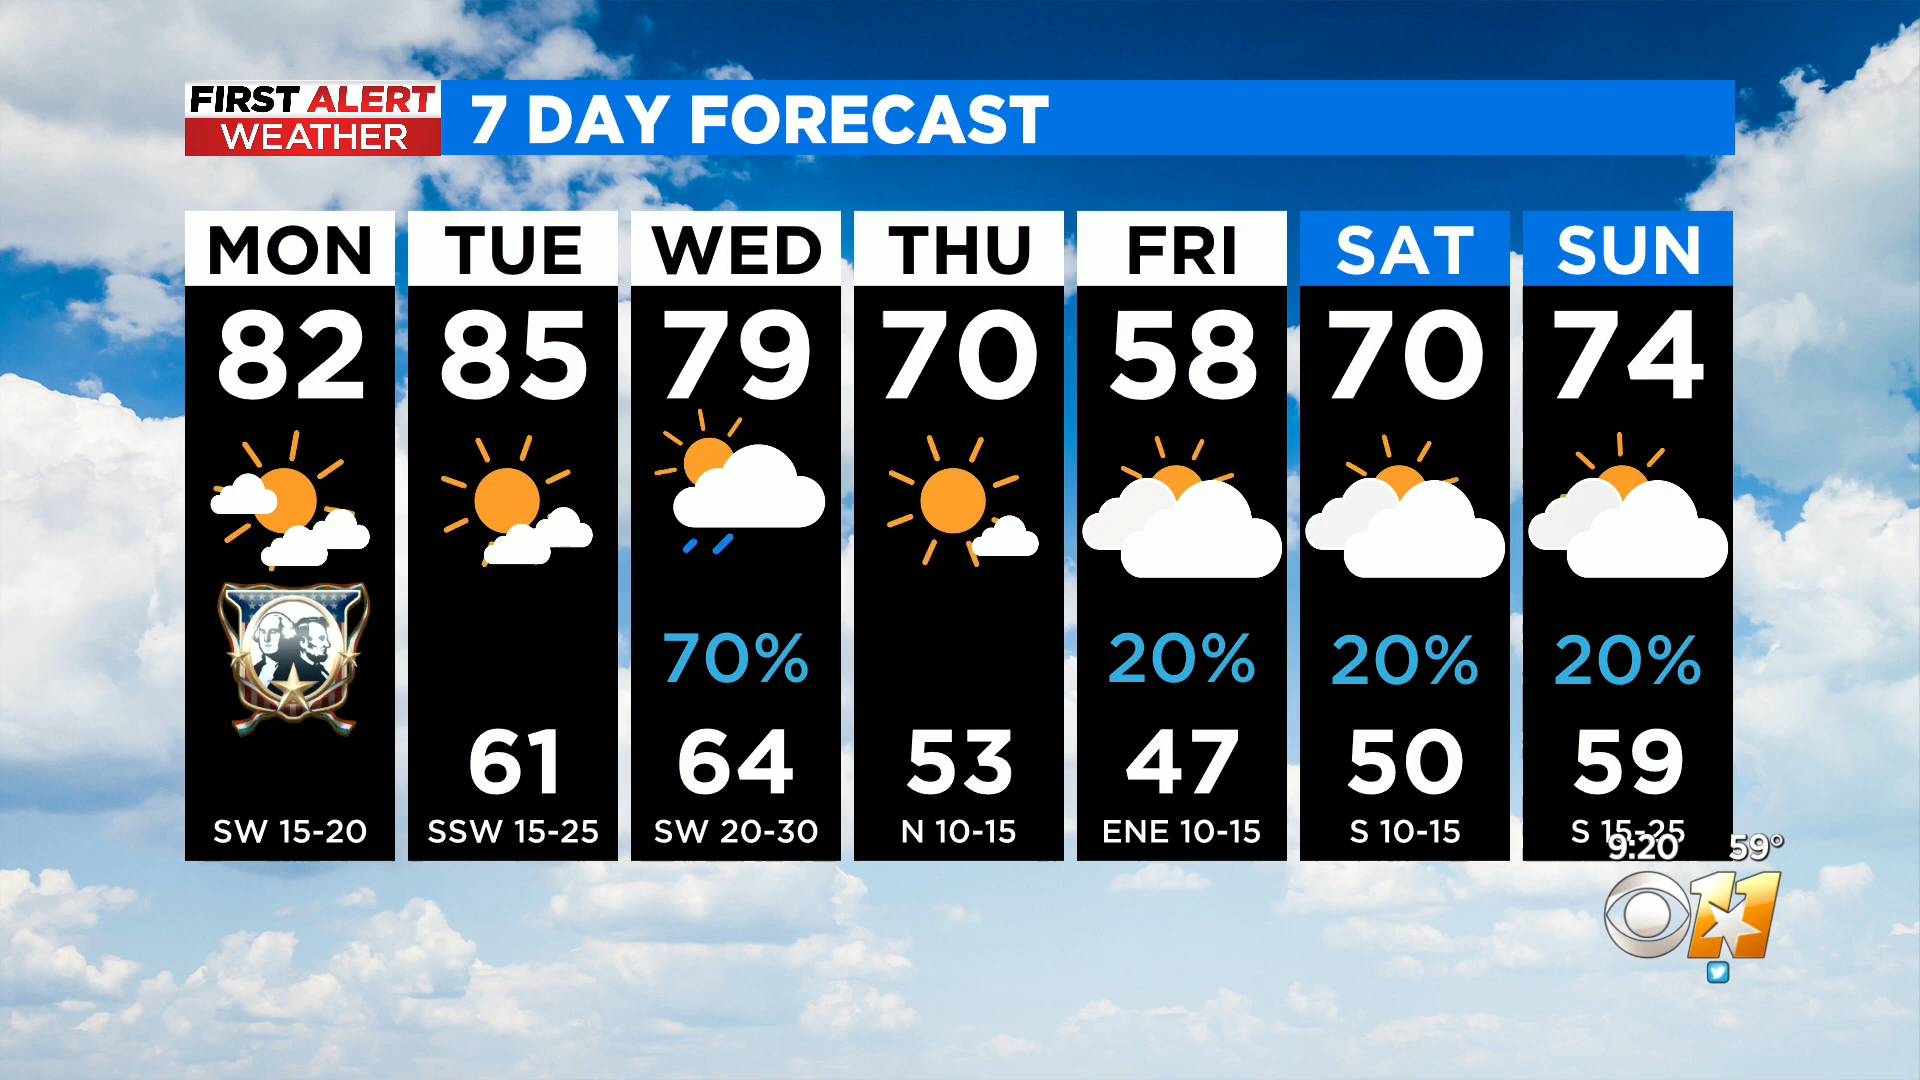 FIRST ALERT
WEATHER
7 DAY FORECAST
MON TUE WED THU FRI SAT SUN
82 85 79 70 58 70 74
70% 20% 20% 20%
61 64 53 47 50 59
SW 15-20 SSW 15-25 SW 20-30 N 10-15 ENE 10-15 S 10-15 S 15-25
9:20 59°
11